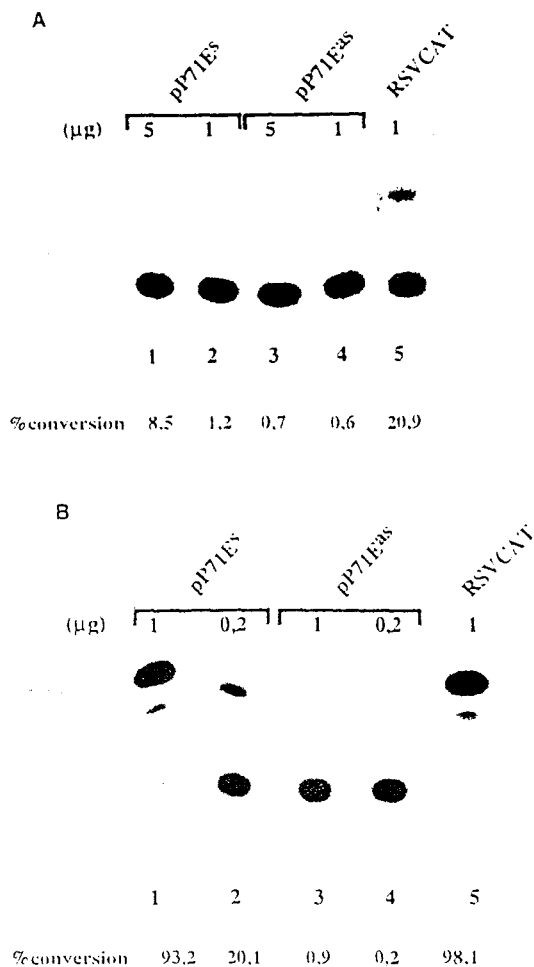 A
pP71Es pP71Eas RSVCAT
(µg) 5 1 5 1 1
1 2 3 4 5
%conversion 8,5 1,2 0,7 0,6 20,9
B
pP71Es pP71Eas RSVCAT
(µg) 1 0,2 1 0,2 1
1 2 3 4 5
%conversion 93,2 20,1 0,9 0,2 98,1